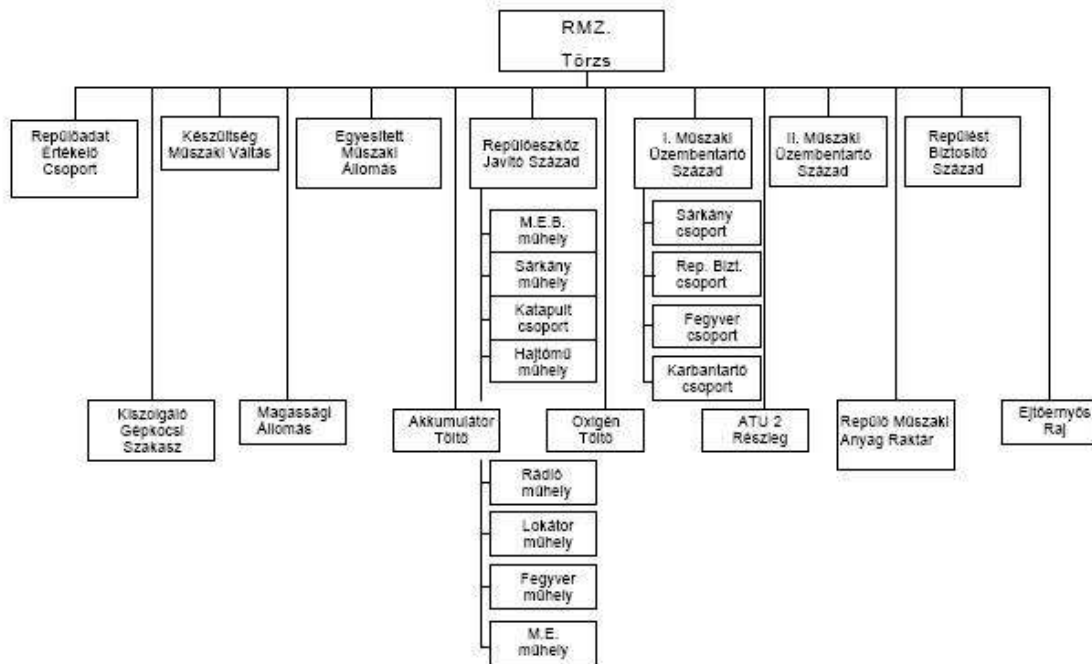 RMZ.
Törzs
Repülőadat
Értékelő
Csoport
Készültség
Műszaki Váltás
Egyesített
Műszaki
Állomás
Repülőeszköz
Javító Század
I. Műszaki
Üzembentartó
Század
II. Műszaki
Üzembentartó
Század
Repülést
Biztosító
Század
M.E.B.
műhely
Sárkány
műhely
Katapult
csoport
Hajtómű
műhely
Sárkány
csoport
Rep. Bizt.
csoport
Fegyver
csoport
Karbantartó
csoport
Kiszolgáló
Gépkocsi
Szakasz
Magassági
Állomás
Akkumulátor
Töltő
Oxigén
Töltő
ATU 2
Részleg
Repülő Műszaki
Anyag Raktár
Ejtőernyős
Raj
Rádió
műhely
Lokátor
műhely
Fegyver
műhely
M.E.
műhely